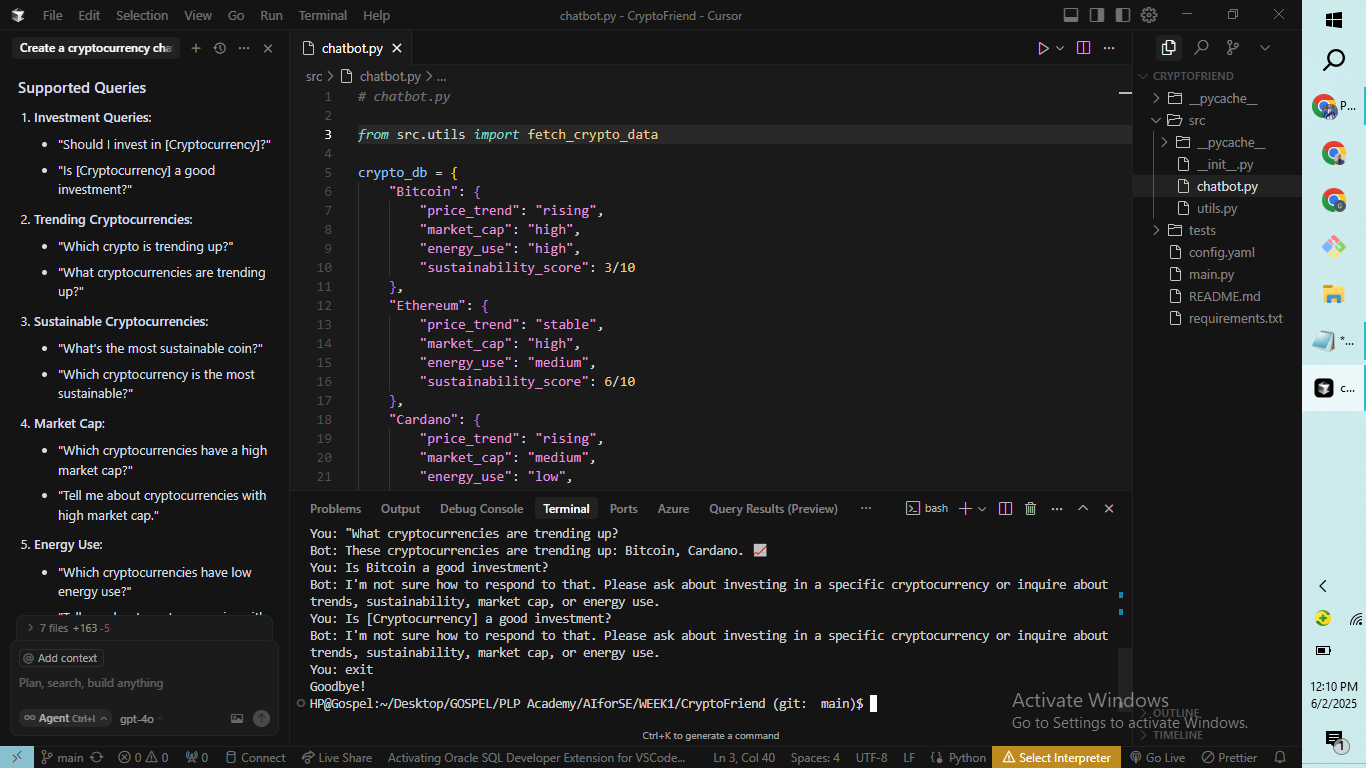 File Edit Selection View Go Run Terminal Help
chatbot.py - CryptoFriend - Cursor
Create a cryptocurrency cha
Supported Queries
1. Investment Queries:
"Should I invest in [Cryptocurrency]?"
"Is [Cryptocurrency] a good
investment?"
2. Trending Cryptocurrencies:
"Which crypto is trending up?"
"What cryptocurrencies are trending
up?"
3. Sustainable Cryptocurrencies:
"What's the most sustainable coin?"
"Which cryptocurrency is the most
sustainable?"
4. Market Cap:
"Which cryptocurrencies have a high
market cap?"
"Tell me about cryptocurrencies with
high market cap."
5. Energy Use:
"Which cryptocurrencies have low
energy use?"
7 files +163 -5
@ Add context
Plan, search, build anything
∞ Agent Ctrl+I gpt-4o
chatbot.py
src > chatbot.py > ...
1 # chatbot.py
2
3 from src.utils import fetch_crypto_data
4
5 crypto_db = {
6 "Bitcoin": {
7 "price_trend": "rising",
8 "market_cap": "high",
9 "energy_use": "high",
10 "sustainability_score": 3/10
11 },
12 "Ethereum": {
13 "price_trend": "stable",
14 "market_cap": "high",
15 "energy_use": "medium",
16 "sustainability_score": 6/10
17 },
18 "Cardano": {
19 "price_trend": "rising",
20 "market_cap": "medium",
21 "energy_use": "low",
Problems Output Debug Console Terminal Ports Azure Query Results (Preview) ... bash
You: "What cryptocurrencies are trending up?
Bot: These cryptocurrencies are trending up: Bitcoin, Cardano. 📈
You: Is Bitcoin a good investment?
Bot: I'm not sure how to respond to that. Please ask about investing in a specific cryptocurrency or inquire about
trends, sustainability, market cap, or energy use.
You: Is [Cryptocurrency] a good investment?
Bot: I'm not sure how to respond to that. Please ask about investing in a specific cryptocurrency or inquire about
trends, sustainability, market cap, or energy use.
You: exit
Goodbye!
HP@Gospel:~/Desktop/GOSPEL/PLP Academy/AIforSE/WEEK1/CryptoFriend (git: main)$
Ctrl+K to generate a command
CRYPTOFRIEND
__pycache__
src
__pycache__
__init__.py
chatbot.py
utils.py
tests
config.yaml
main.py
README.md
requirements.txt
OUTLINE
TIMELINE
Activate Windows
Go to Settings to activate Windows.
main 0 0 0 Connect Live Share Activating Oracle SQL Developer Extension for VSCode... Ln 3, Col 40 Spaces: 4 UTF-8 LF {} Python Select Interpreter Go Live Prettier
P...
*...
c...
12:10 PM
6/2/2025
1